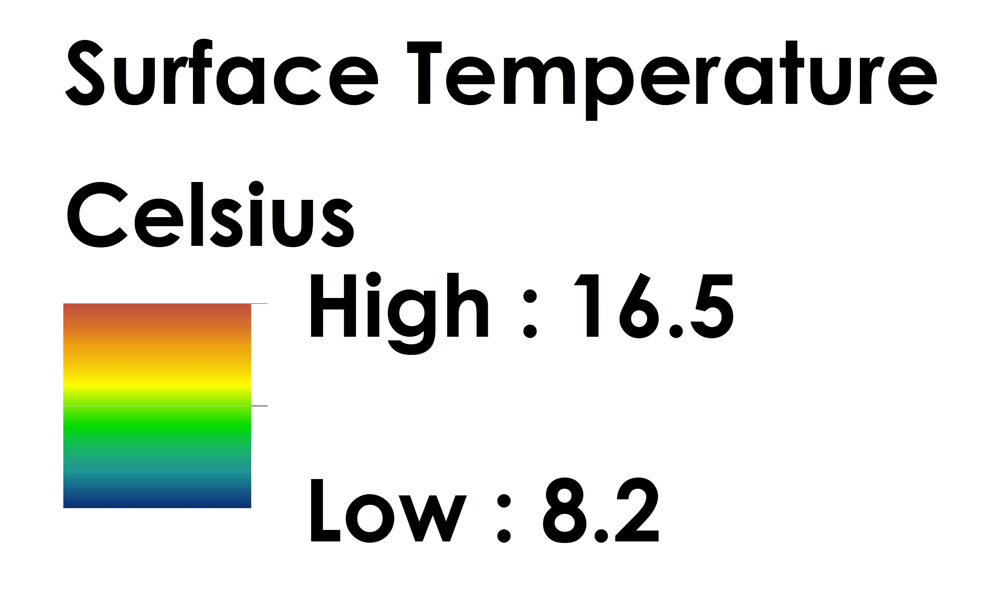 Surface Temperature
Celsius
High : 16.5
Low : 8.2